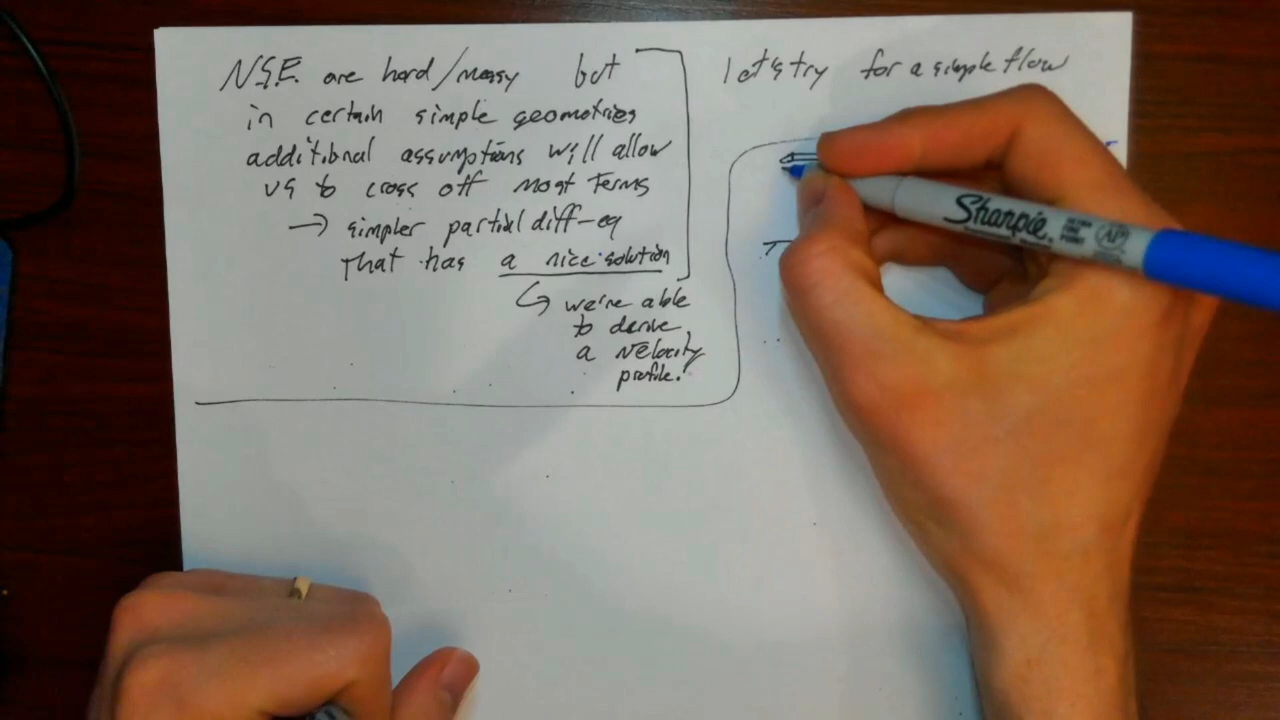 N.S.E. are hard/messy but
in certain simple geometries
additional assumptions will allow
us to cross off most terms
→ simpler partial diff-eq
that has a nice solution
↳ we're able
to derive
a velocity
profile!
let's try for a simple flow
Sharpie